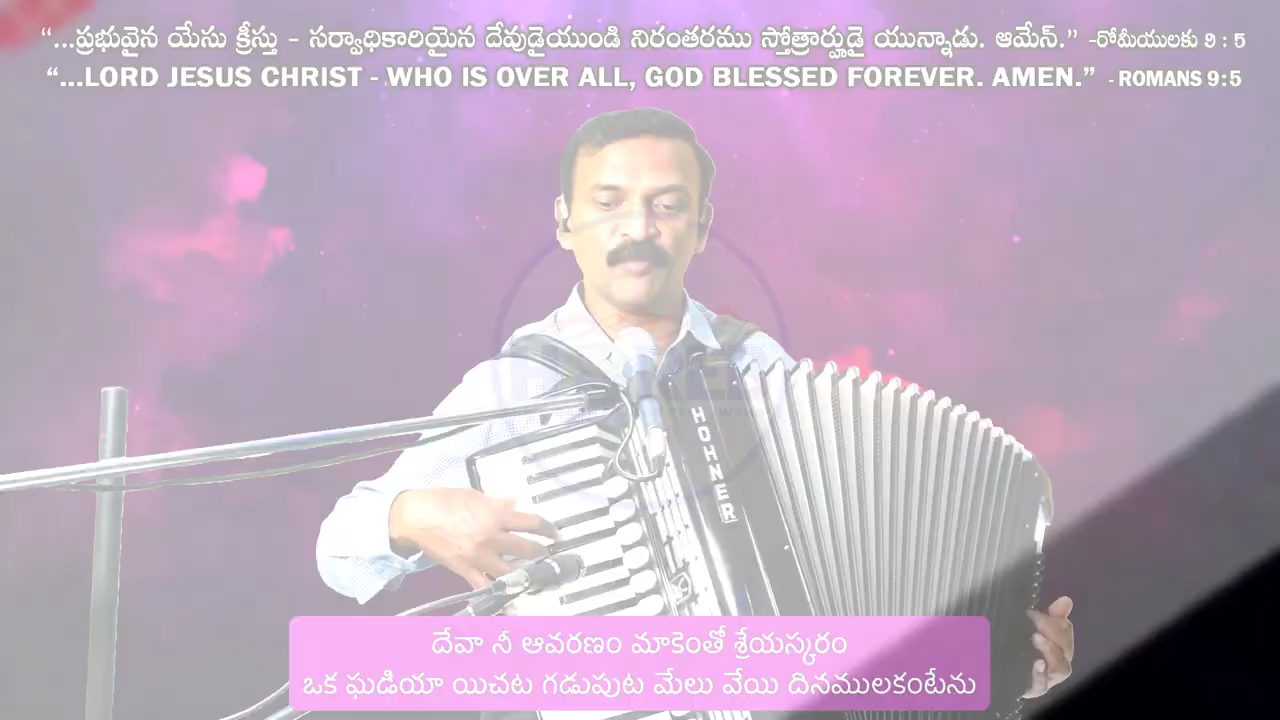 “...ప్రభువైన యేసు క్రీస్తు - సర్వాధికారియైన దేవుడైయుండి నిరంతరము స్తోత్రార్హుడై యున్నాడు. ఆమేన్.” -రోమీయులకు 9 : 5
“...LORD JESUS CHRIST - WHO IS OVER ALL, GOD BLESSED FOREVER. AMEN.” - ROMANS 9:5
HOHNER
దేవా నీ ఆవరణం మాకెంతో శ్రేయస్కరం
ఒక ఘడియా యిచట గడుపుట మేలు వేయి దినములకంటేను